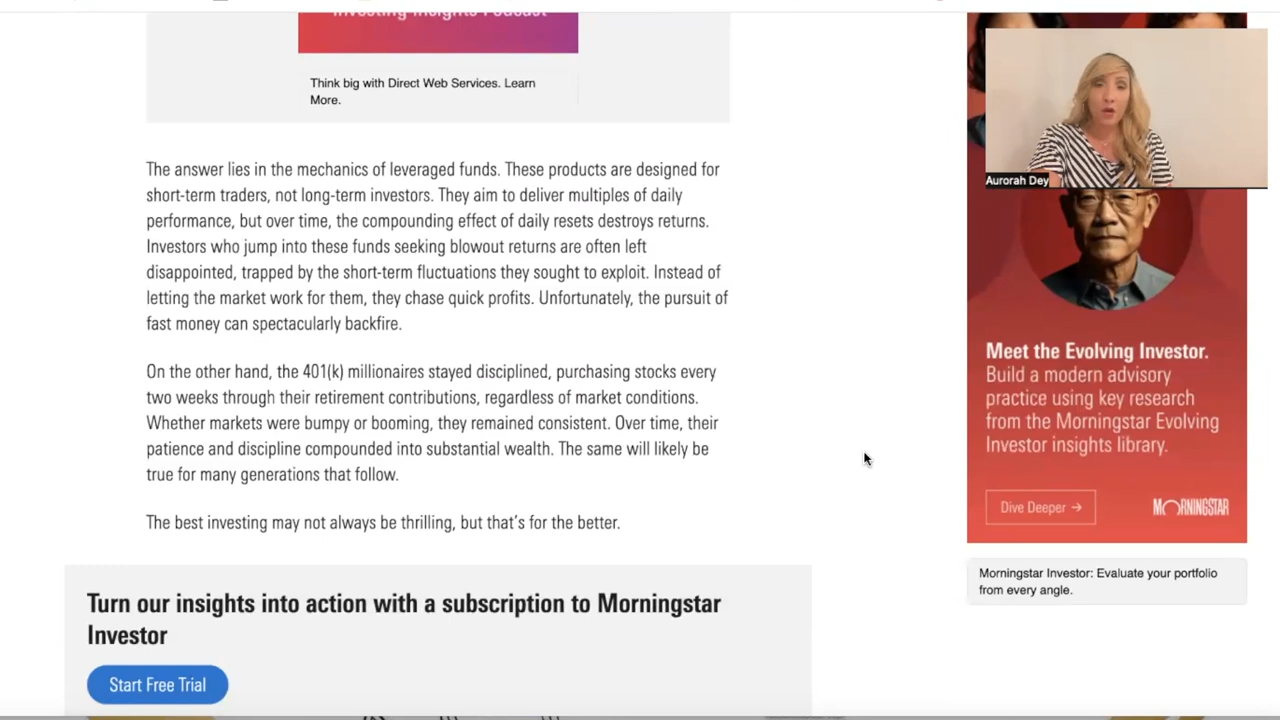 Investing Insights Podcast
Think big with Direct Web Services. Learn
More.
The answer lies in the mechanics of leveraged funds. These products are designed for
short-term traders, not long-term investors. They aim to deliver multiples of daily
performance, but over time, the compounding effect of daily resets destroys returns.
Investors who jump into these funds seeking blowout returns are often left
disappointed, trapped by the short-term fluctuations they sought to exploit. Instead of
letting the market work for them, they chase quick profits. Unfortunately, the pursuit of
fast money can spectacularly backfire.
On the other hand, the 401(k) millionaires stayed disciplined, purchasing stocks every
two weeks through their retirement contributions, regardless of market conditions.
Whether markets were bumpy or booming, they remained consistent. Over time, their
patience and discipline compounded into substantial wealth. The same will likely be
true for many generations that follow.
The best investing may not always be thrilling, but that's for the better.
Turn our insights into action with a subscription to Morningstar
Investor
Start Free Trial
Aurorah Dey
Meet the Evolving Investor.
Build a modern advisory
practice using key research
from the Morningstar Evolving
Investor insights library.
Dive Deeper →
MORNINGSTAR
Morningstar Investor: Evaluate your portfolio
from every angle.